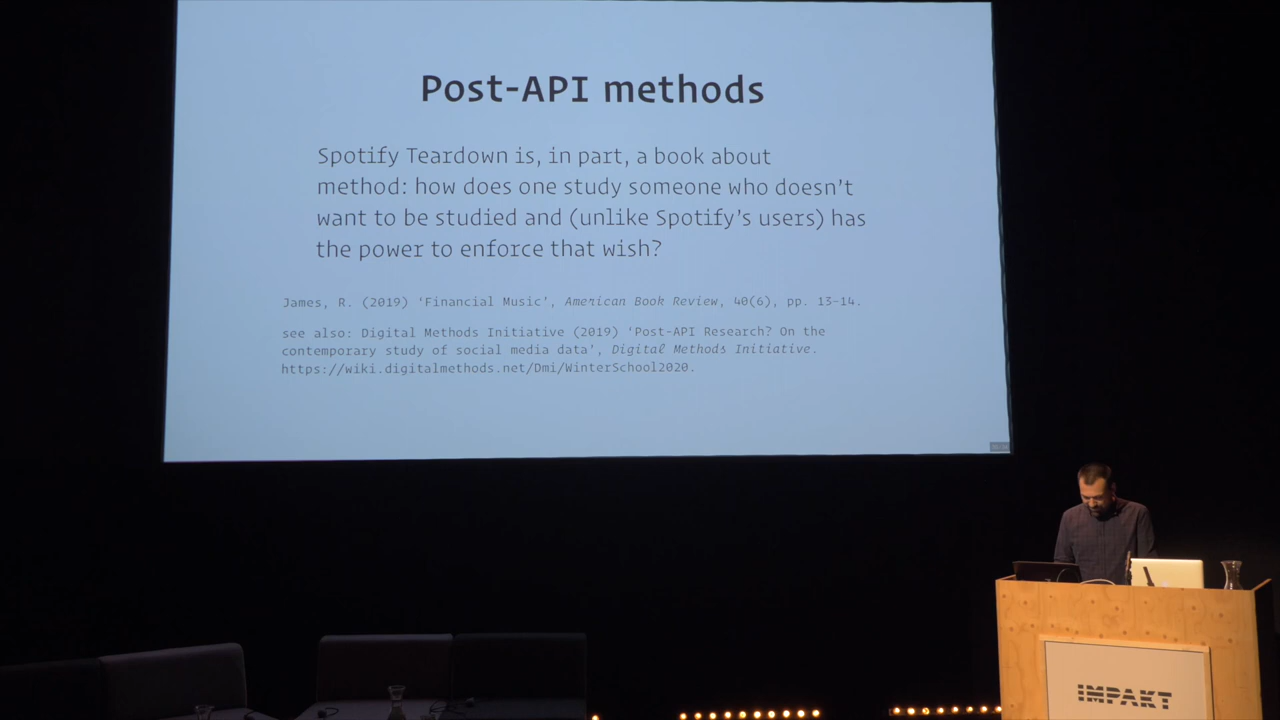 Post-API methods
Spotify Teardown is, in part, a book about
method: how does one study someone who doesn't
want to be studied and (unlike Spotify's users) has
the power to enforce that wish?
James, R. (2019) ‘Financial Music’, American Book Review, 40(6), pp. 13–14.
see also: Digital Methods Initiative (2019) ‘Post-API Research? On the
contemporary study of social media data’, Digital Methods Initiative.
https://wiki.digitalmethods.net/Dmi/WinterSchool2020.
IMPAKT